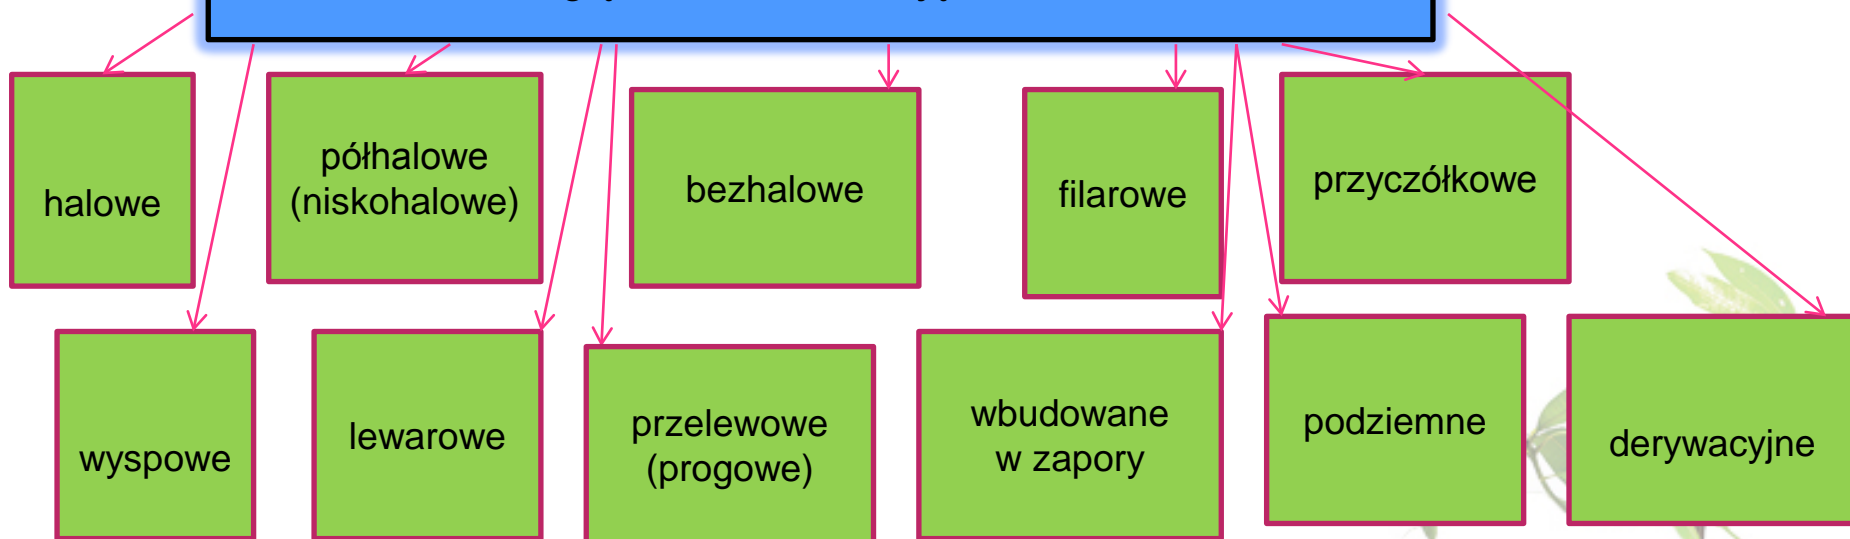 halowe
półhalowe
(niskohalowe)
bezhalowe
filarowe
przyczółkowe
wyspowe
lewarowe
przelewowe
(progowe)
wbudowane
w zapory
podziemne
derywacyjne